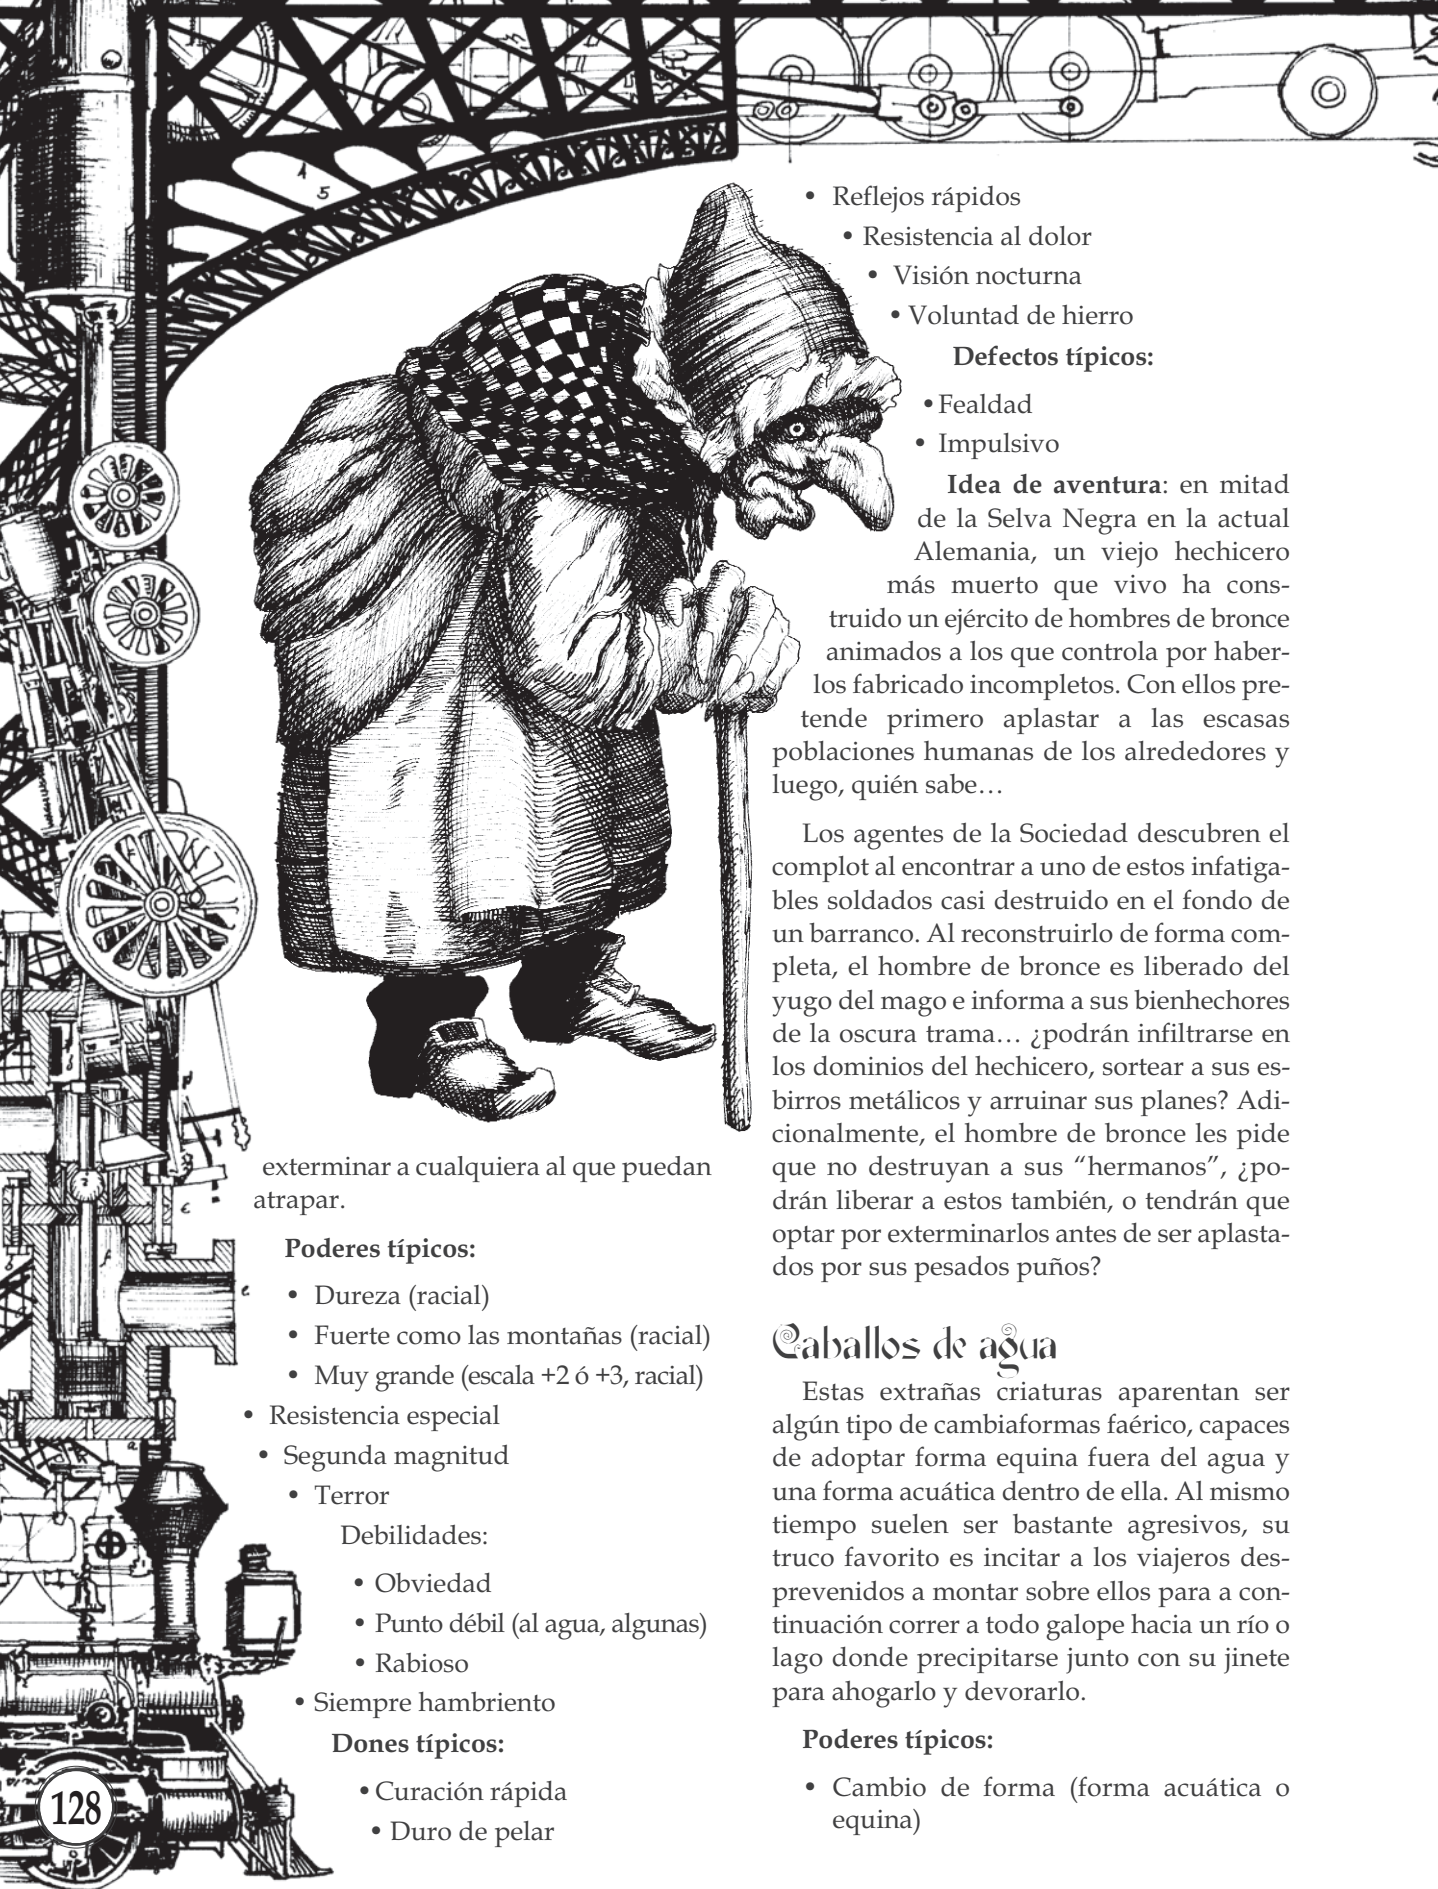 exterminar a cualquiera al que puedan
atrapar.
Poderes típicos:
• Dureza (racial)
• Fuerte como las montañas (racial)
• Muy grande (escala +2 ó +3, racial)
• Resistencia especial
• Segunda magnitud
• Terror
Debilidades:
• Obviedad
• Punto débil (al agua, algunas)
• Rabioso
• Siempre hambriento
Dones típicos:
• Curación rápida
• Duro de pelar
• Reflejos rápidos
• Resistencia al dolor
• Visión nocturna
• Voluntad de hierro
Defectos típicos:
• Fealdad
• Impulsivo
Idea de aventura: en mitad
de la Selva Negra en la actual
Alemania, un viejo hechicero
más muerto que vivo ha cons-
truido un ejército de hombres de bronce
animados a los que controla por haber-
los fabricado incompletos. Con ellos pre-
tende primero aplastar a las escasas
poblaciones humanas de los alrededores y
luego, quién sabe…
Los agentes de la Sociedad descubren el
complot al encontrar a uno de estos infatiga-
bles soldados casi destruido en el fondo de
un barranco. Al reconstruirlo de forma com-
pleta, el hombre de bronce es liberado del
yugo del mago e informa a sus bienhechores
de la oscura trama… ¿podrán infiltrarse en
los dominios del hechicero, sortear a sus es-
birros metálicos y arruinar sus planes? Adi-
cionalmente, el hombre de bronce les pide
que no destruyan a sus “hermanos”, ¿po-
drán liberar a estos también, o tendrán que
optar por exterminarlos antes de ser aplasta-
dos por sus pesados puños?
Caballos de agua
Estas extrañas criaturas aparentan ser
algún tipo de cambiaformas faérico, capaces
de adoptar forma equina fuera del agua y
una forma acuática dentro de ella. Al mismo
tiempo suelen ser bastante agresivos, su
truco favorito es incitar a los viajeros des-
prevenidos a montar sobre ellos para a con-
tinuación correr a todo galope hacia un río o
lago donde precipitarse junto con su jinete
para ahogarlo y devorarlo.
Poderes típicos:
• Cambio de forma (forma acuática o
equina)
128